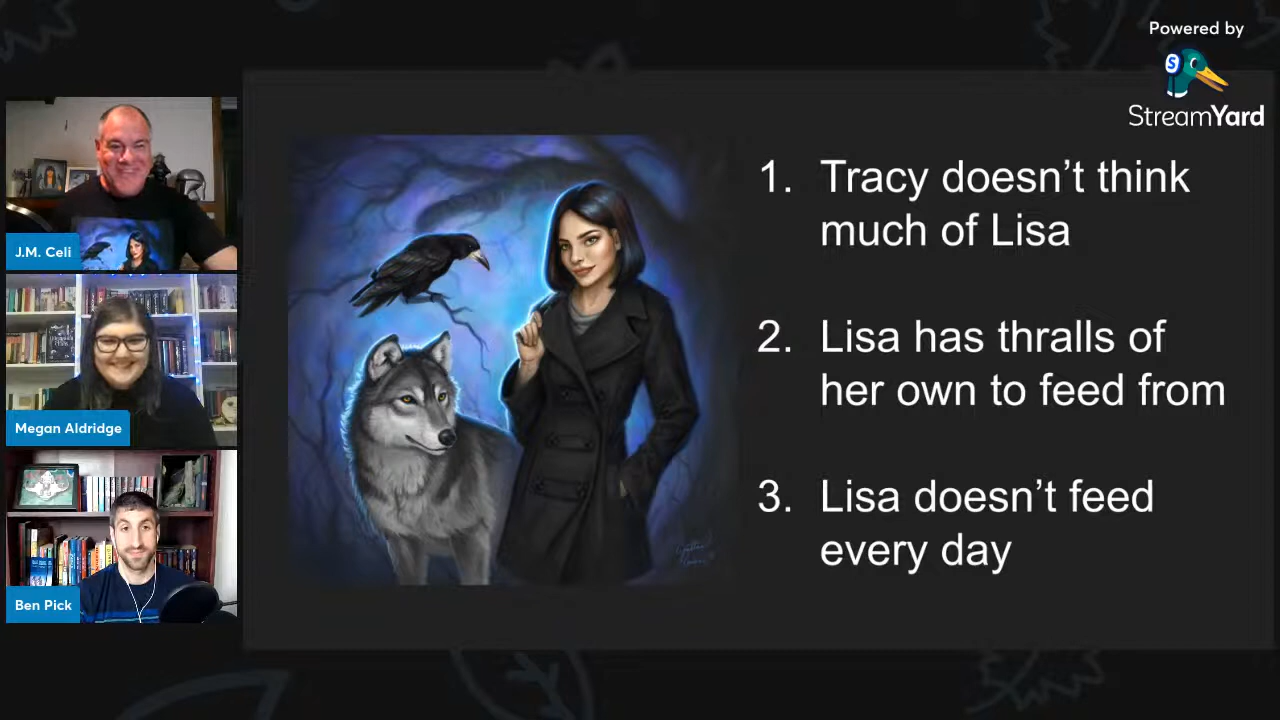 Powered by
StreamYard
J.M. Celi
Megan Aldridge
Ben Pick
1. Tracy doesn’t think
much of Lisa
2. Lisa has thralls of
her own to feed from
3. Lisa doesn’t feed
every day